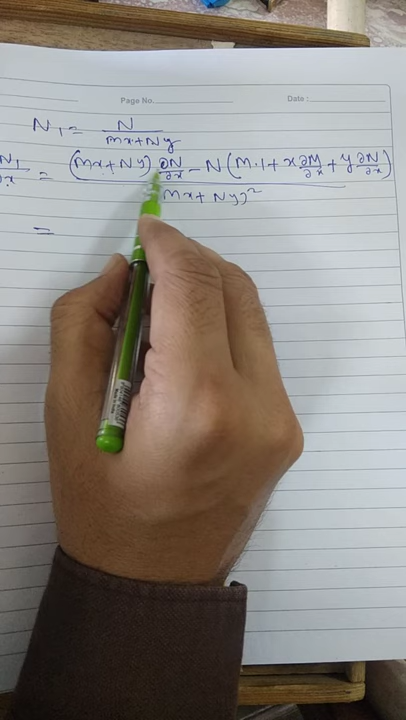 Page No.
Date :
N₁ = N / (Mx + Ny)
∂N₁/∂x = ((Mx + Ny) ∂N/∂x - N (M.1 + x ∂M/∂x + y ∂N/∂x)) / (Mx + Ny)²
=